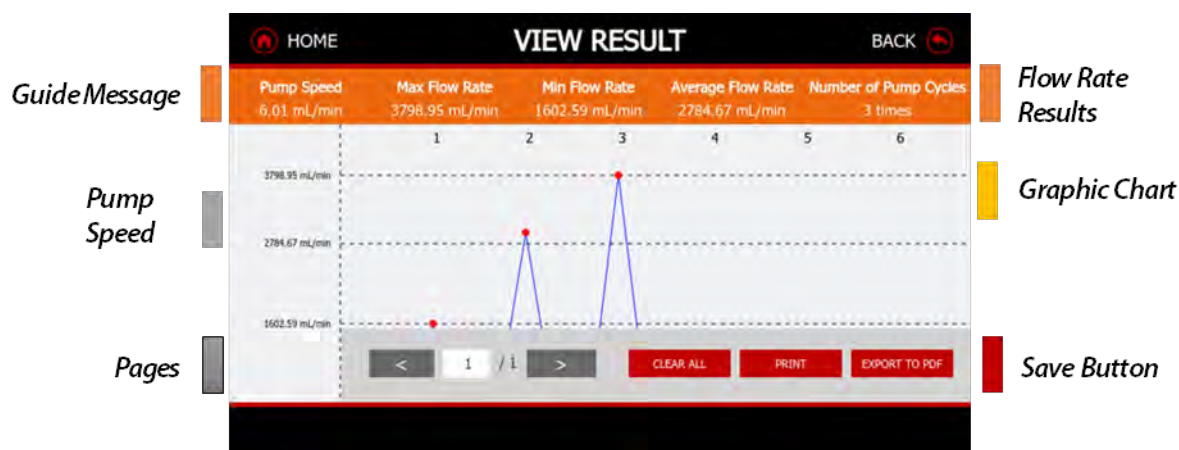 HOME
VIEW RESULT
BACK
Guide Message
Pump Speed
Max Flow Rate
Min Flow Rate
Average Flow Rate
Number of Pump Cycles
6.01 mL/min
3798.95 mL/min
1602.59 mL/min
2784.67 mL/min
3 times
Flow Rate
Results
1
2
3
4
5
6
3798.95 mL/min
Pump
Speed
Graphic Chart
2784.67 mL/min
1602.59 mL/min
Pages
<
1
/ 1
>
CLEAR ALL
PRINT
EXPORT TO PDF
Save Button